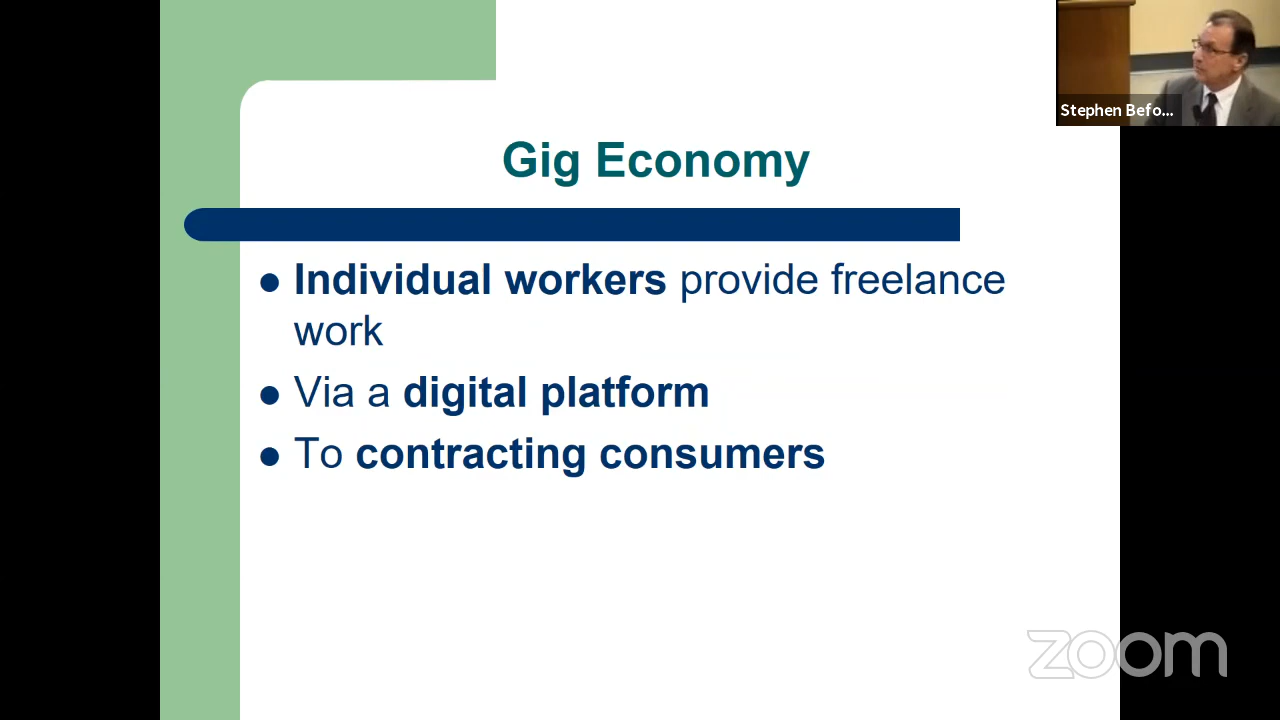 Stephen Befo...
Gig Economy
Individual workers provide freelance
work
Via a digital platform
To contracting consumers
zoom